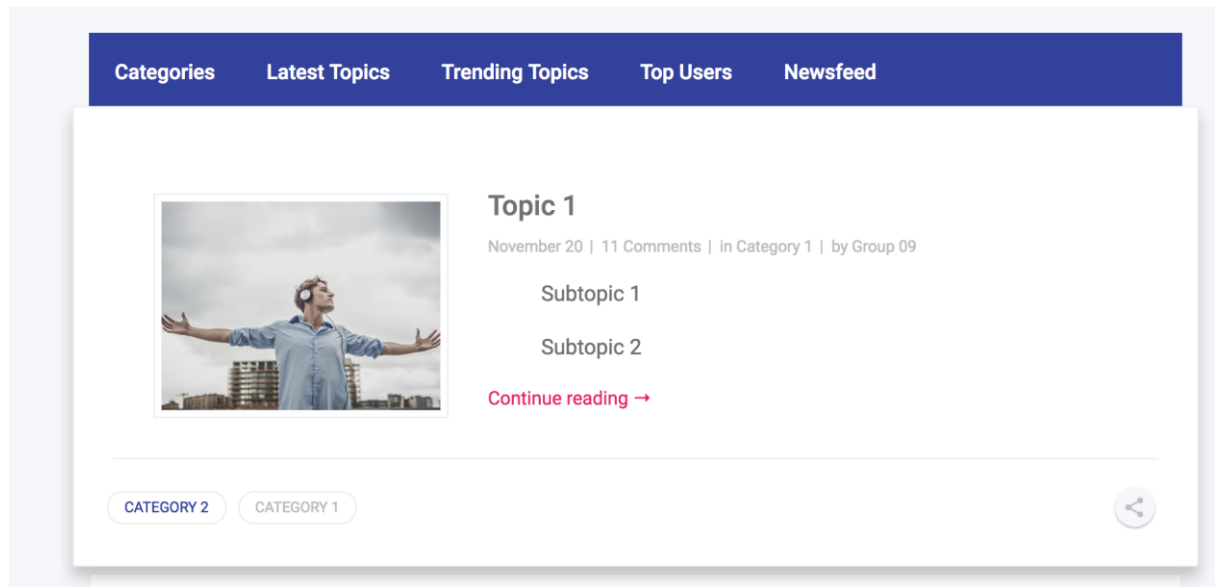 Categories Latest Topics Trending Topics Top Users Newsfeed
Topic 1
November 20 | 11 Comments | in Category 1 | by Group 09
Subtopic 1
Subtopic 2
Continue reading →
CATEGORY 2 CATEGORY 1